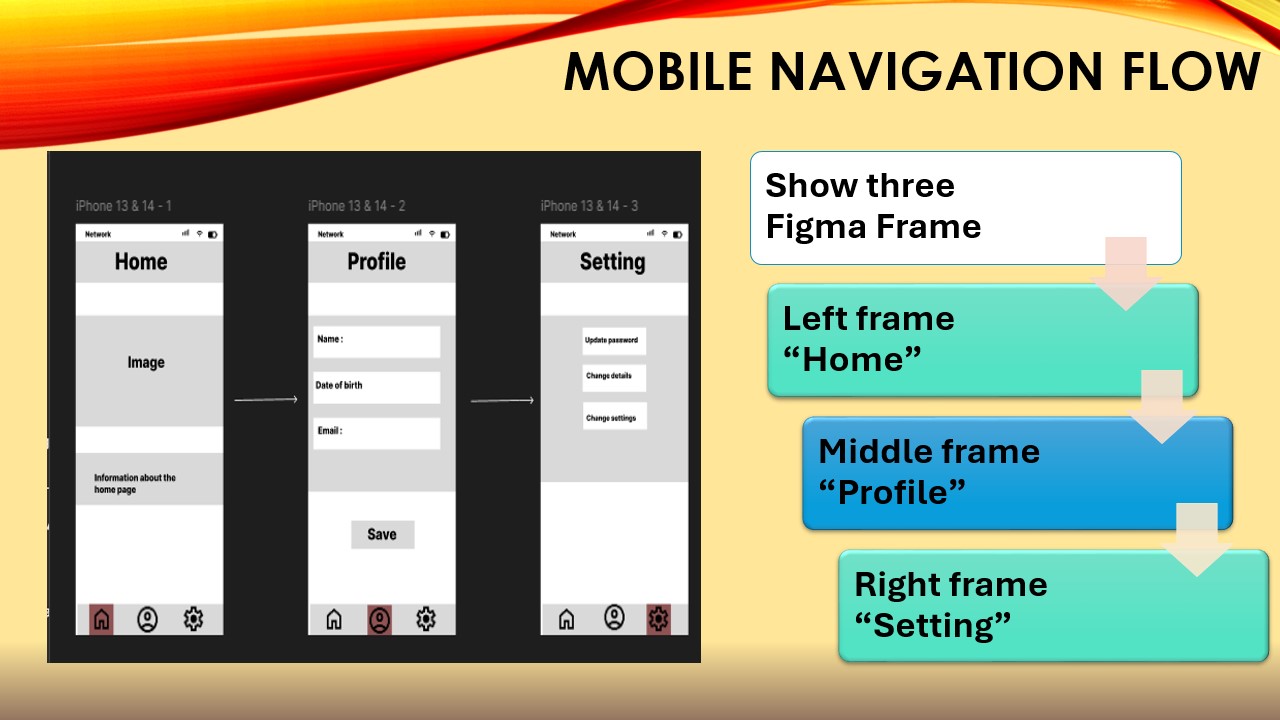 MOBILE NAVIGATION FLOW
iPhone 13 & 14 - 1
Network
Home
Image
Information about the
home page
iPhone 13 & 14 - 2
Network
Profile
Name :
Date of birth
Email :
Save
iPhone 13 & 14 - 3
Network
Setting
Update password
Change details
Change settings
Show three
Figma Frame
Left frame
“Home”
Middle frame
“Profile”
Right frame
“Setting”